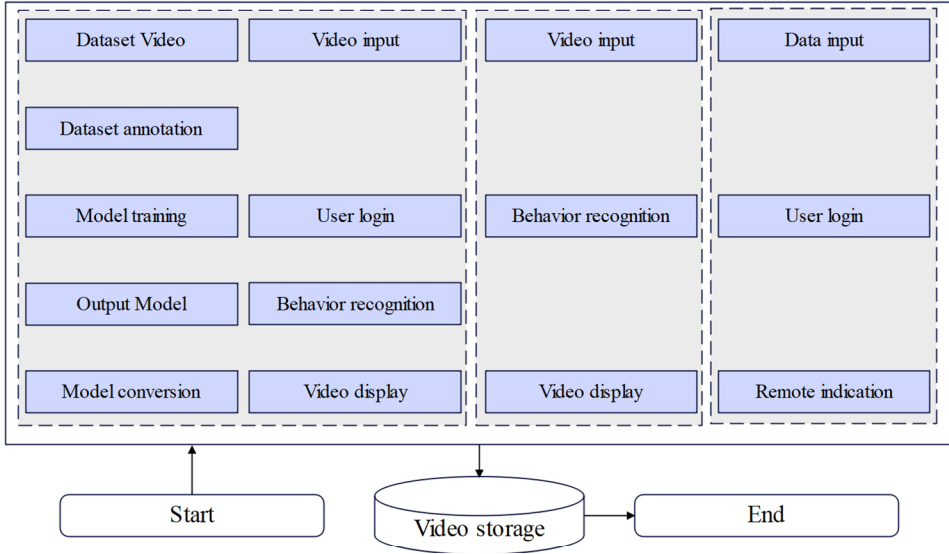 Dataset Video
Video input
Video input
Data input
Dataset annotation
Model training
User login
Behavior recognition
User login
Output Model
Behavior recognition
Model conversion
Video display
Video display
Remote indication
Start
Video storage
End